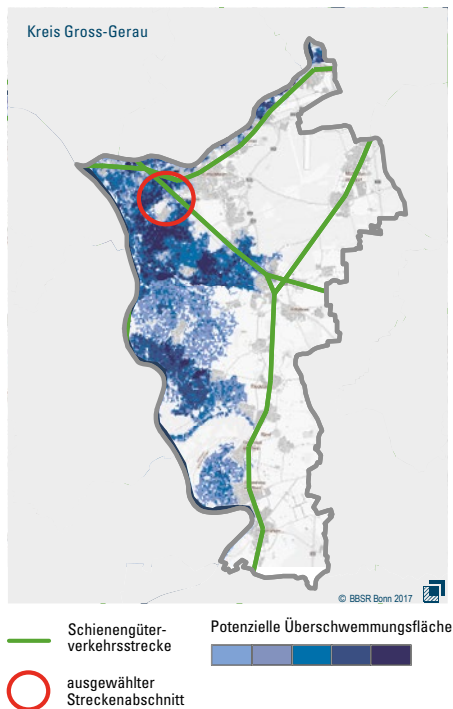 Kreis Gross-Gerau
© BBSR Bonn 2017
Schienengüter-
verkehrsstrecke
ausgewählter
Streckenabschnitt
Potenzielle Überschwemmungsfläche